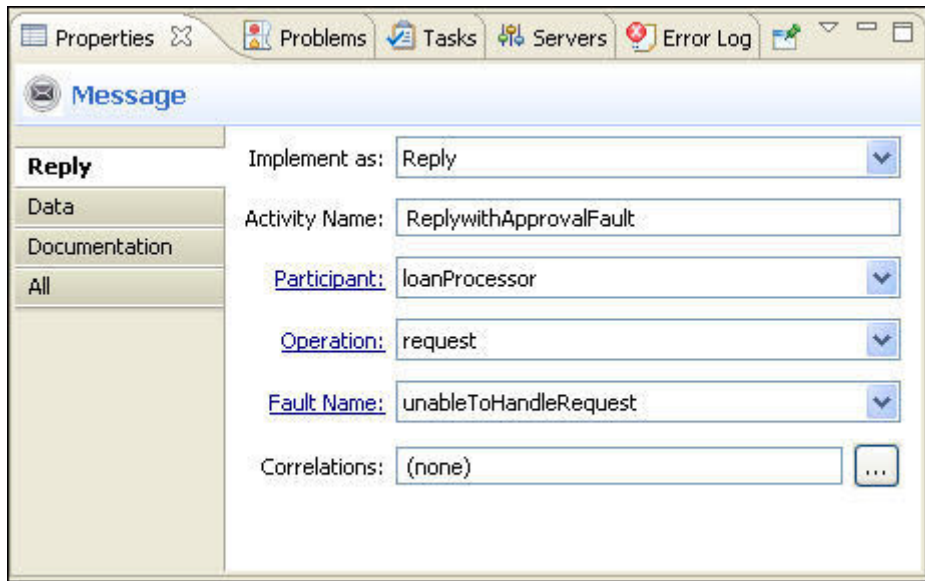 Properties Problems Tasks Servers Error Log
Message
Reply
Data
Documentation
All
Implement as: Reply
Activity Name: ReplywithApprovalFault
Participant: loanProcessor
Operation: request
Fault Name: unableToHandleRequest
Correlations: (none) ...